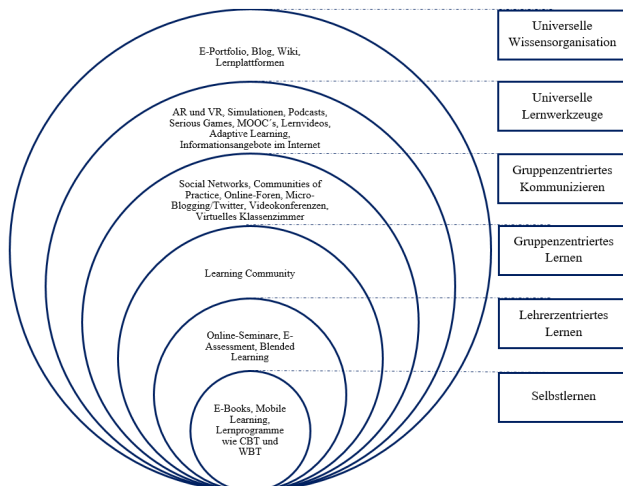 E-Portfolio, Blog, Wiki,
Lernplattformen
Universelle
Wissensorganisation
AR und VR, Simulationen, Podcasts,
Serious Games, MOOC´s, Lernvideos,
Adaptive Learning,
Informationsangebote im Internet
Universelle
Lernwerkzeuge
Social Networks, Communities of
Practice, Online-Foren, Micro-
Blogging/Twitter, Videokonferenzen,
Virtuelles Klassenzimmer
Gruppenzentriertes
Kommunizieren
Learning Community
Gruppenzentriertes
Lernen
Online-Seminare, E-
Assessment, Blended
Learning
Lehrerzentriertes
Lernen
E-Books, Mobile
Learning,
Lernprogramme
wie CBT und
WBT
Selbstlernen